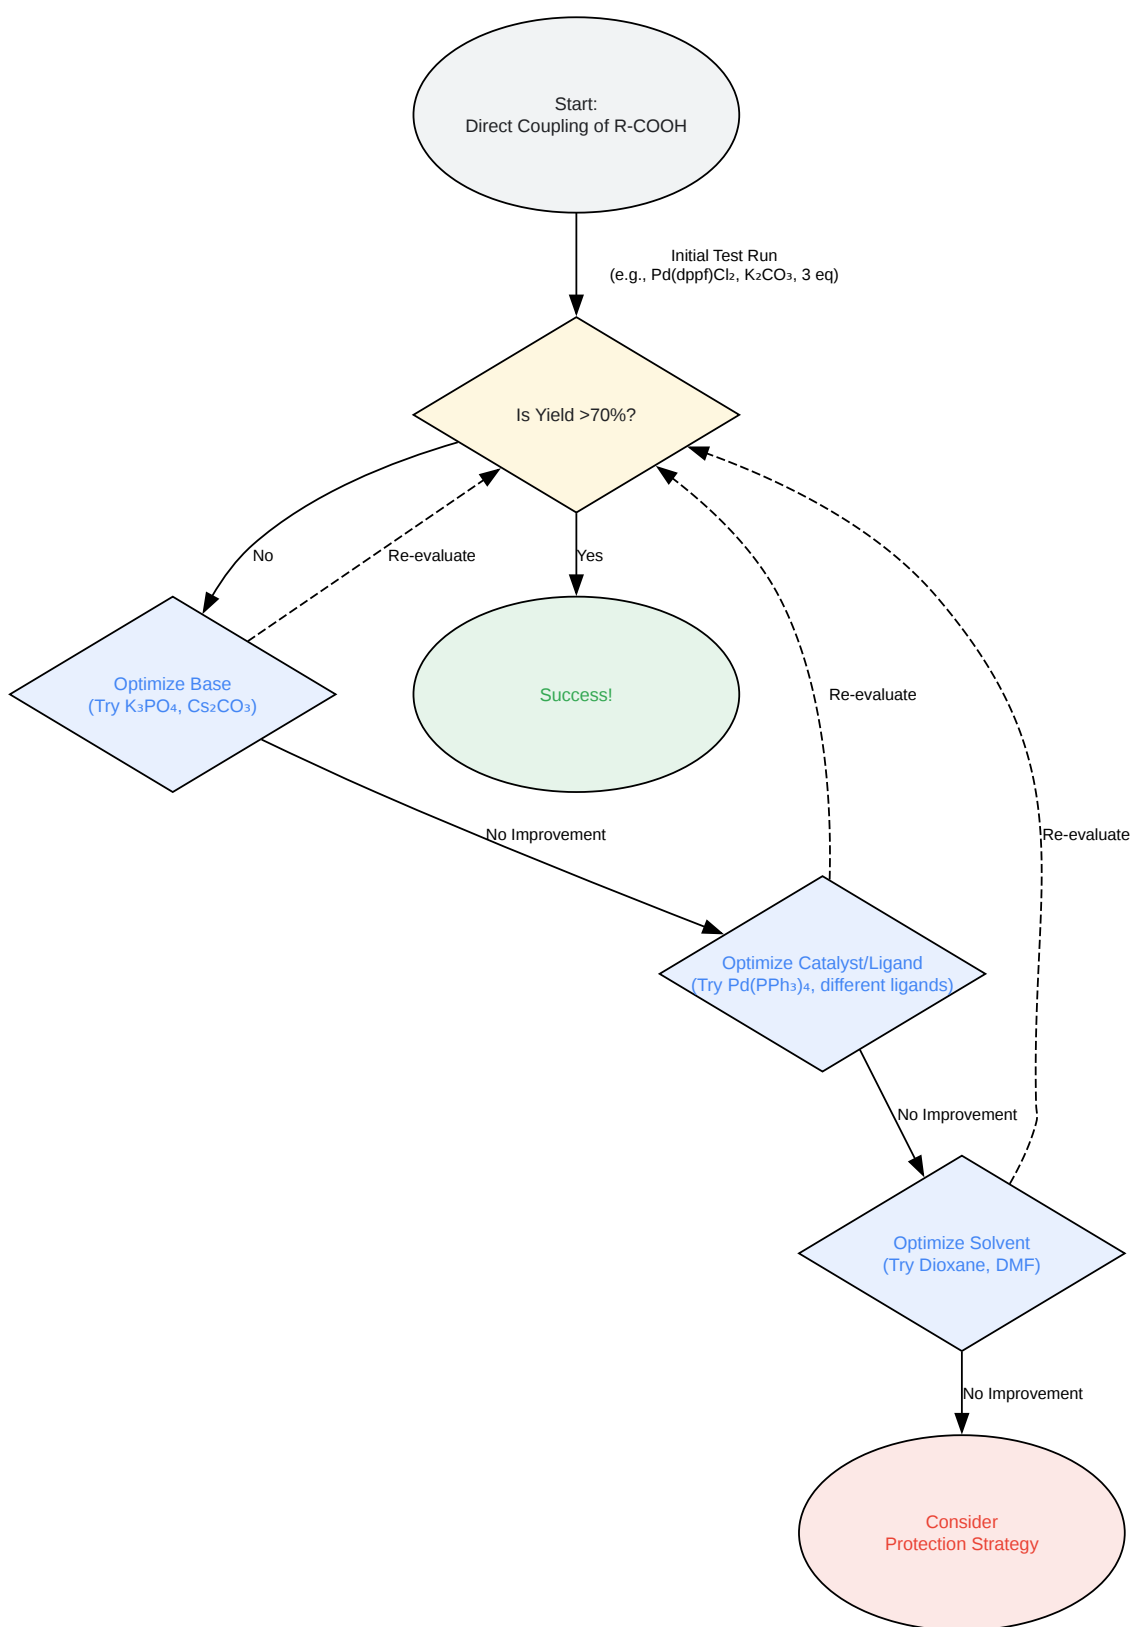 Start:
Direct Coupling of R-COOH
Initial Test Run
(e.g., Pd(dppf)Cl₂, K₂CO₃, 3 eq)
Is Yield >70%?
No
Re-evaluate
Yes
Optimize Base
(Try K₃PO₄, Cs₂CO₃)
Success!
Re-evaluate
No Improvement
Re-evaluate
Optimize Catalyst/Ligand
(Try Pd(PPh₃)₄, different ligands)
No Improvement
Optimize Solvent
(Try Dioxane, DMF)
No Improvement
Consider
Protection Strategy